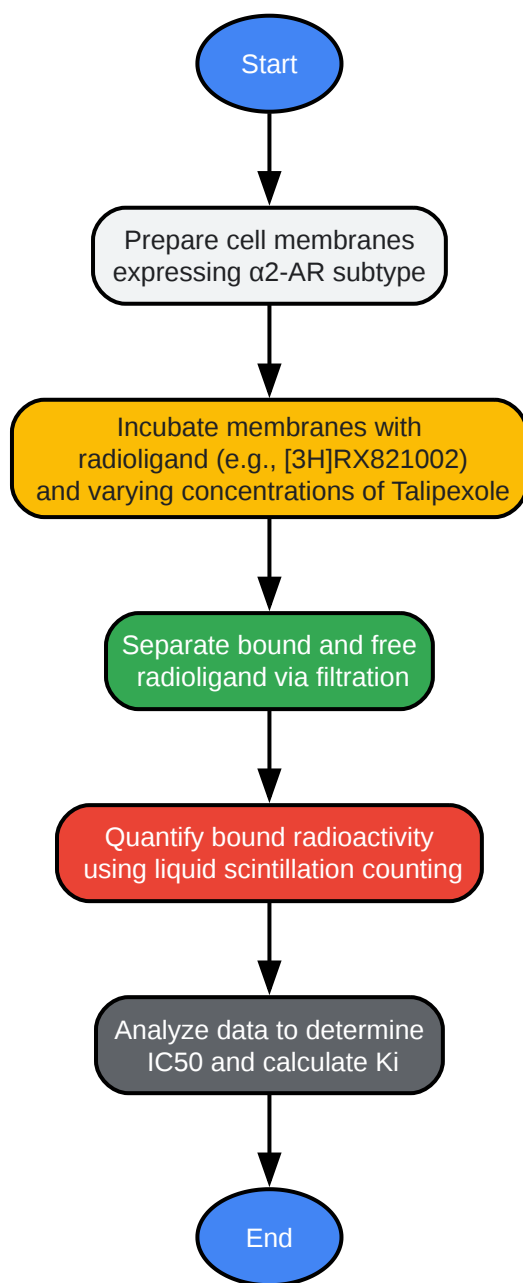 Start
Prepare cell membranes
expressing α2-AR subtype
Incubate membranes with
radioligand (e.g., [3H]RX821002)
and varying concentrations of Talipexole
Separate bound and free
radioligand via filtration
Quantify bound radioactivity
using liquid scintillation counting
Analyze data to determine
IC50 and calculate Ki
End